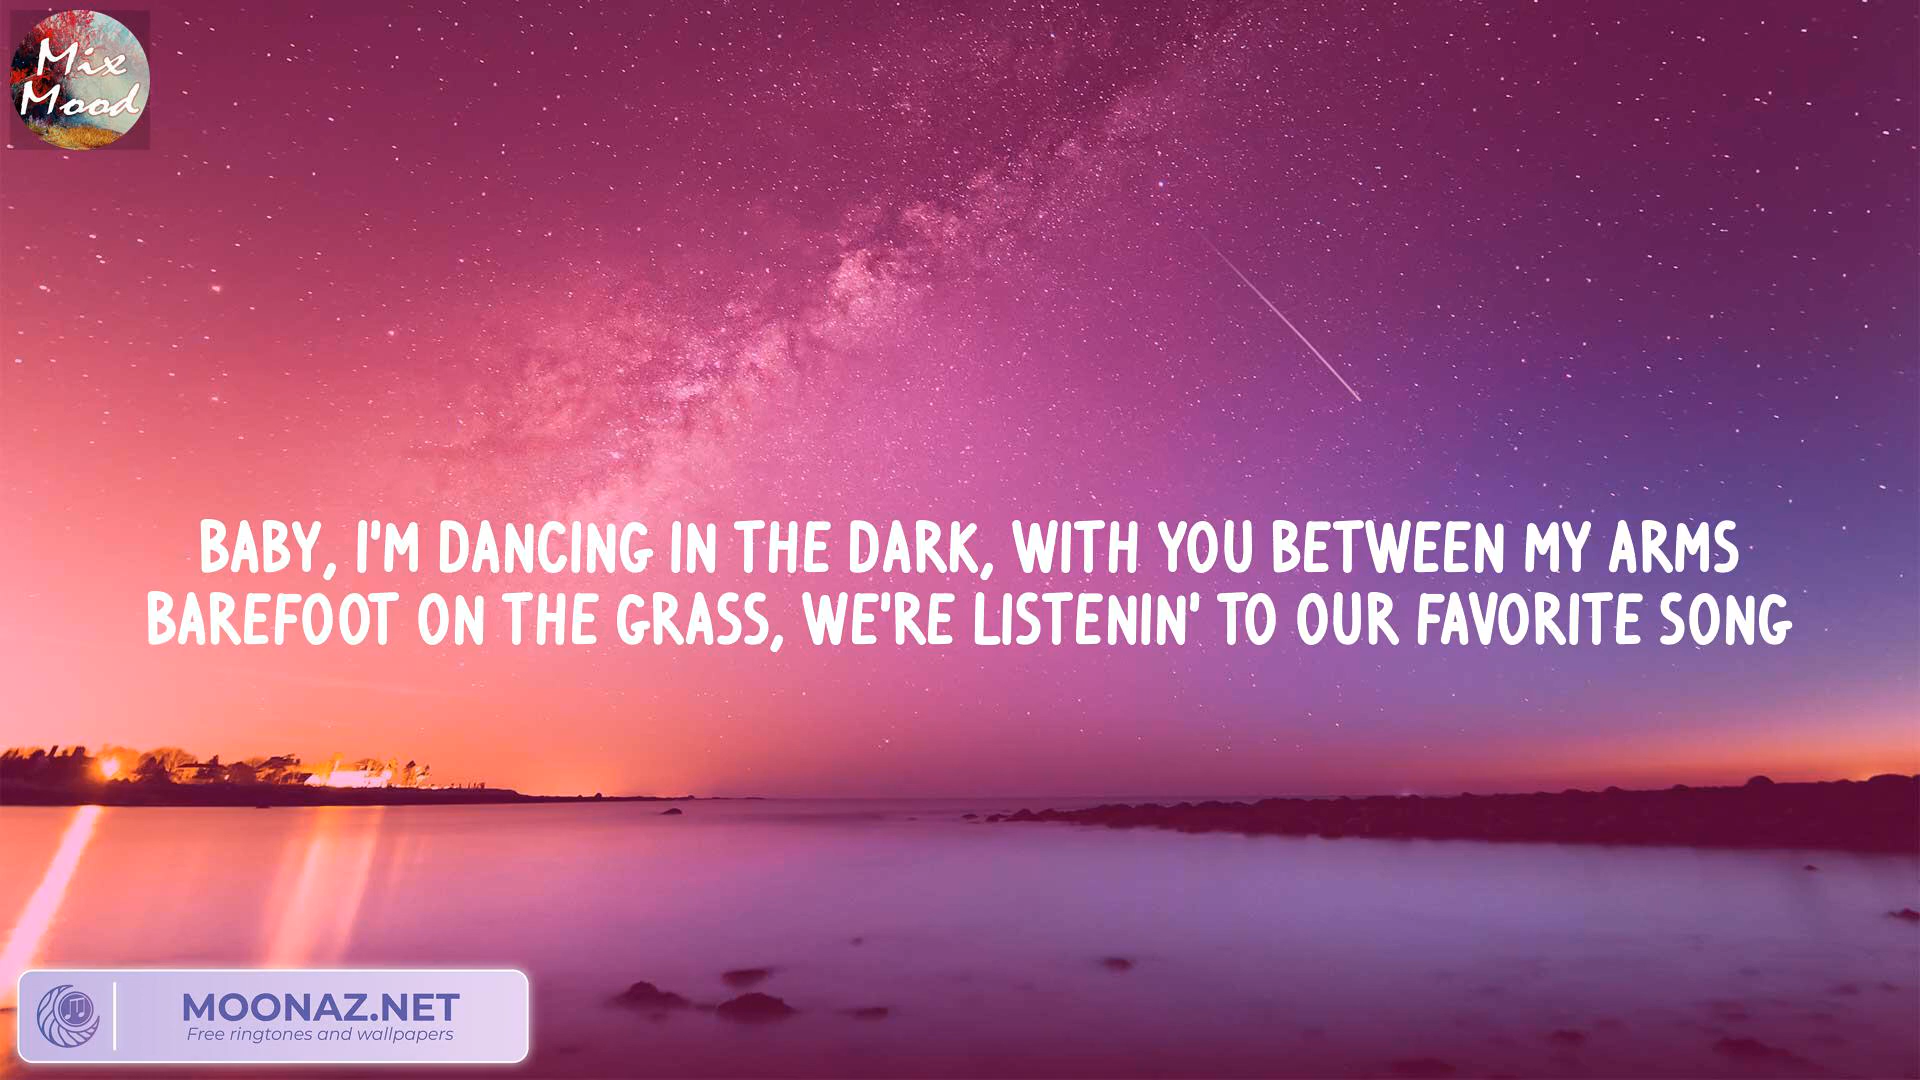 Mix
Mood
BABY, I'M DANCING IN THE DARK, WITH YOU BETWEEN MY ARMS
BAREFOOT ON THE GRASS, WE'RE LISTENIN' TO OUR FAVORITE SONG
MOONAZ.NET
Free ringtones and wallpapers